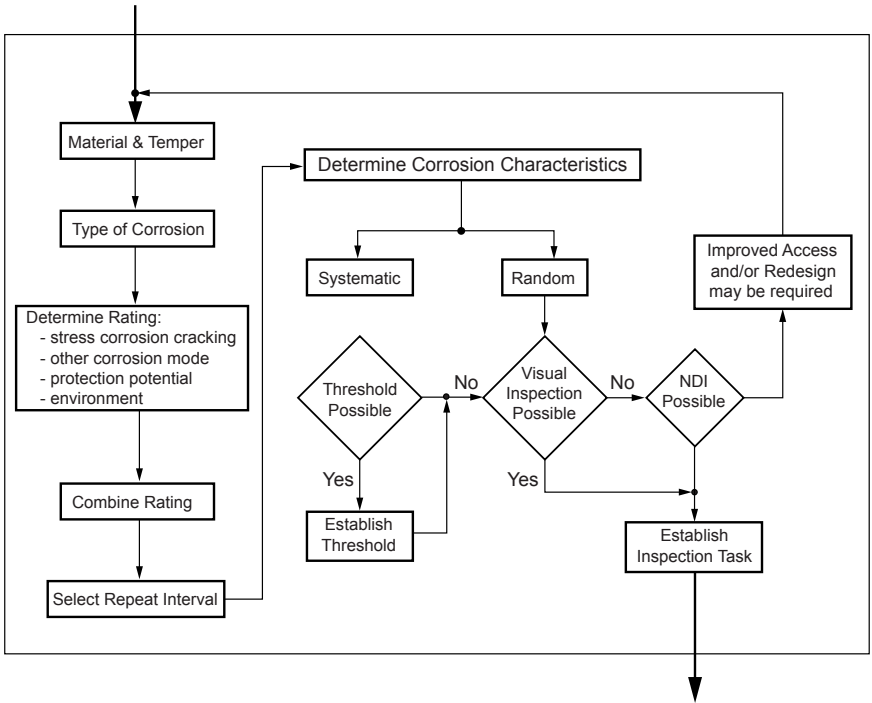 Material & Temper
Type of Corrosion
Determine Rating:
- stress corrosion cracking
- other corrosion mode
- protection potential
- environment
Combine Rating
Select Repeat Interval
Determine Corrosion Characteristics
Systematic
Random
Threshold
Possible
No
Yes
Establish
Threshold
Visual
Inspection
Possible
No
Yes
NDI
Possible
Improved Access
and/or Redesign
may be required
Establish
Inspection Task